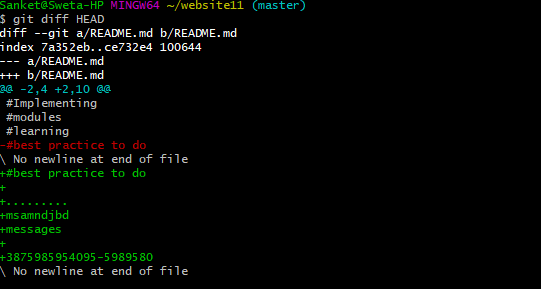 Sanket@Sweta-HP MINGW64 ~/website11 (master)
$ git diff HEAD
diff --git a/README.md b/README.md
index 7a352eb..ce732e4 100644
--- a/README.md
+++ b/README.md
@@ -2,4 +2,10 @@
 #Implementing
 #modules
 #learning
-#best practice to do
\ No newline at end of file
+#best practice to do
+
+.........
+msamndjbd
+messages
+
+3875985954095-5989580
\ No newline at end of file